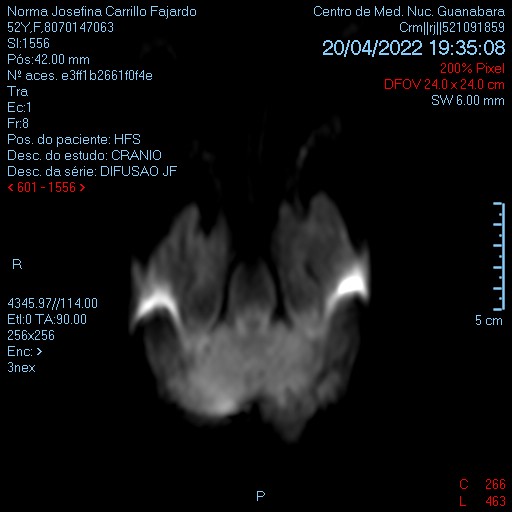 Norma Josefina Carrillo Fajardo
52Y,F,8070147063
Sl:1556
Pós:42.00 mm
Nº aces. e3ff1b2661f0f4e
Tra
Ec:1
Fr:8
Pos. do paciente: HFS
Desc. do estudo: CRANIO
Desc. da série: DIFUSAO JF
< 601 - 1556 >
Centro de Med. Nuc. Guanabara
Crm||rj||521091859
20/04/2022 19:35:08
200% Pixel
DFOV 24.0 x 24.0 cm
SW 6.00 mm
R
4345.97//114.00
Etl:0 TA:90.00
256x256
Enc: >
3nex
5 cm
P
C 266
L 463